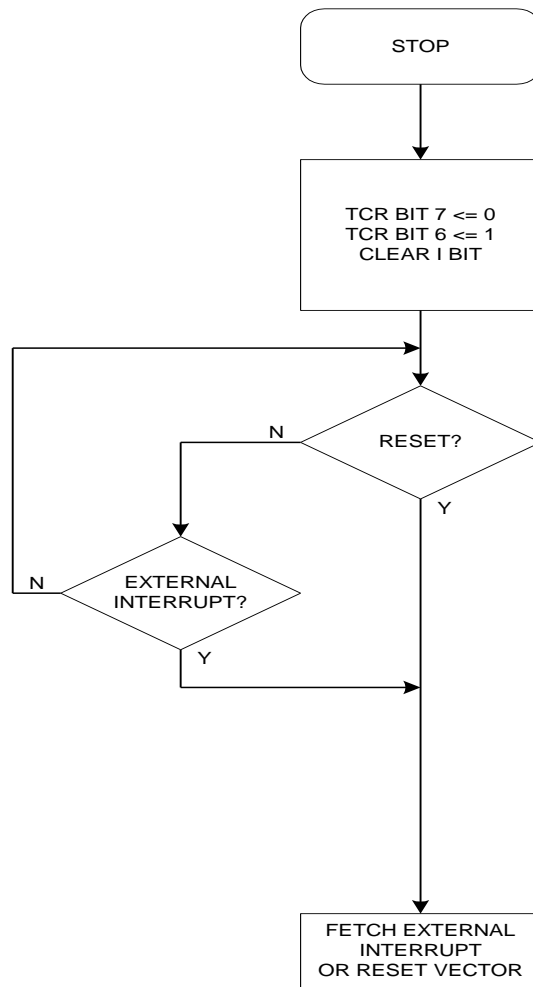 STOP
TCR BIT 7 <= 0
TCR BIT 6 <= 1
CLEAR I BIT
N
RESET?
Y
N
EXTERNAL
INTERRUPT?
Y
FETCH EXTERNAL
INTERRUPT
OR RESET VECTOR